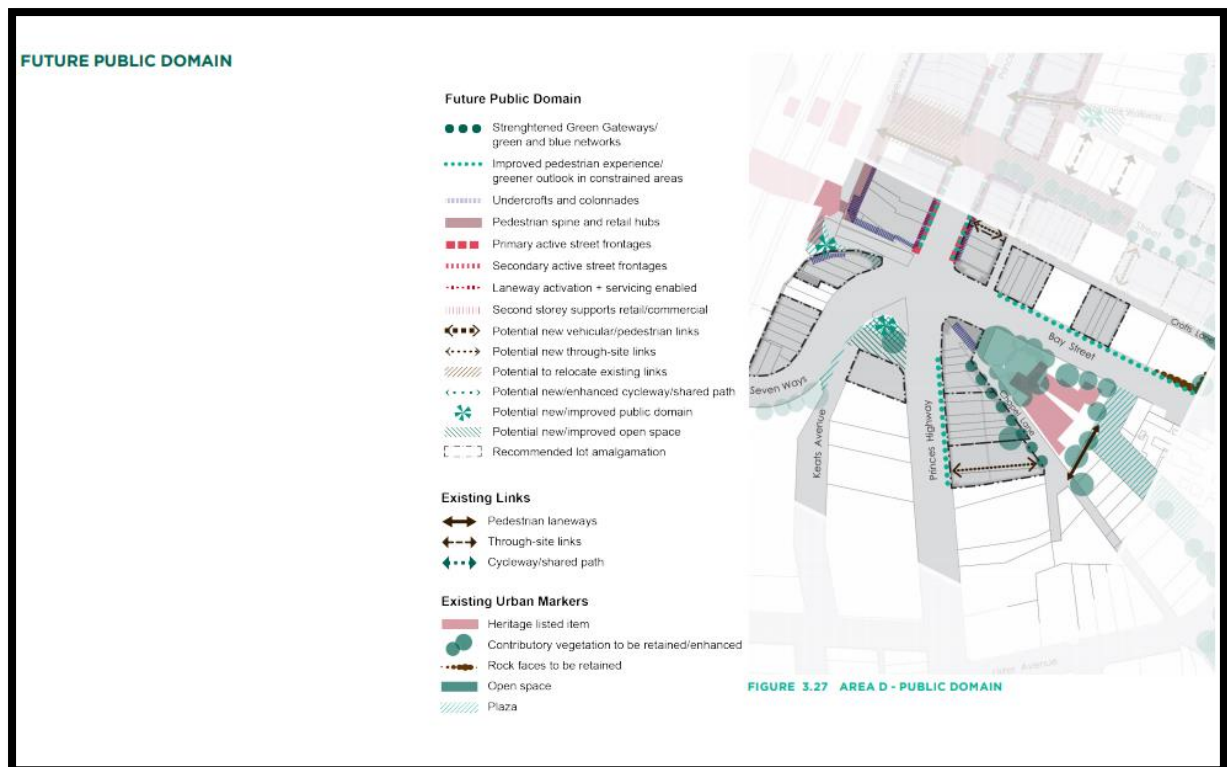 FUTURE PUBLIC DOMAIN
Future Public Domain
Strenghtened Green Gateways/
green and blue networks
Improved pedestrian experience/
greener outlook in constrained areas
Undercrofts and colonnades
Pedestrian spine and retail hubs
Primary active street frontages
Secondary active street frontages
Laneway activation + servicing enabled
Second storey supports retail/commercial
Potential new vehicular/pedestrian links
Potential new through-site links
Potential to relocate existing links
Potential new/enhanced cycleway/shared path
Potential new/improved public domain
Potential new/improved open space
Recommended lot amalgamation
Existing Links
Pedestrian laneways
Through-site links
Cycleway/shared path
Existing Urban Markers
Heritage listed item
Contributory vegetation to be retained/enhanced
Rock faces to be retained
Open space
Plaza
Crofts Lane
Bay Street
Seven Ways
Chapel Lane
Keats Avenue
Princes Highway
Avenue
FIGURE 3.27 AREA D - PUBLIC DOMAIN